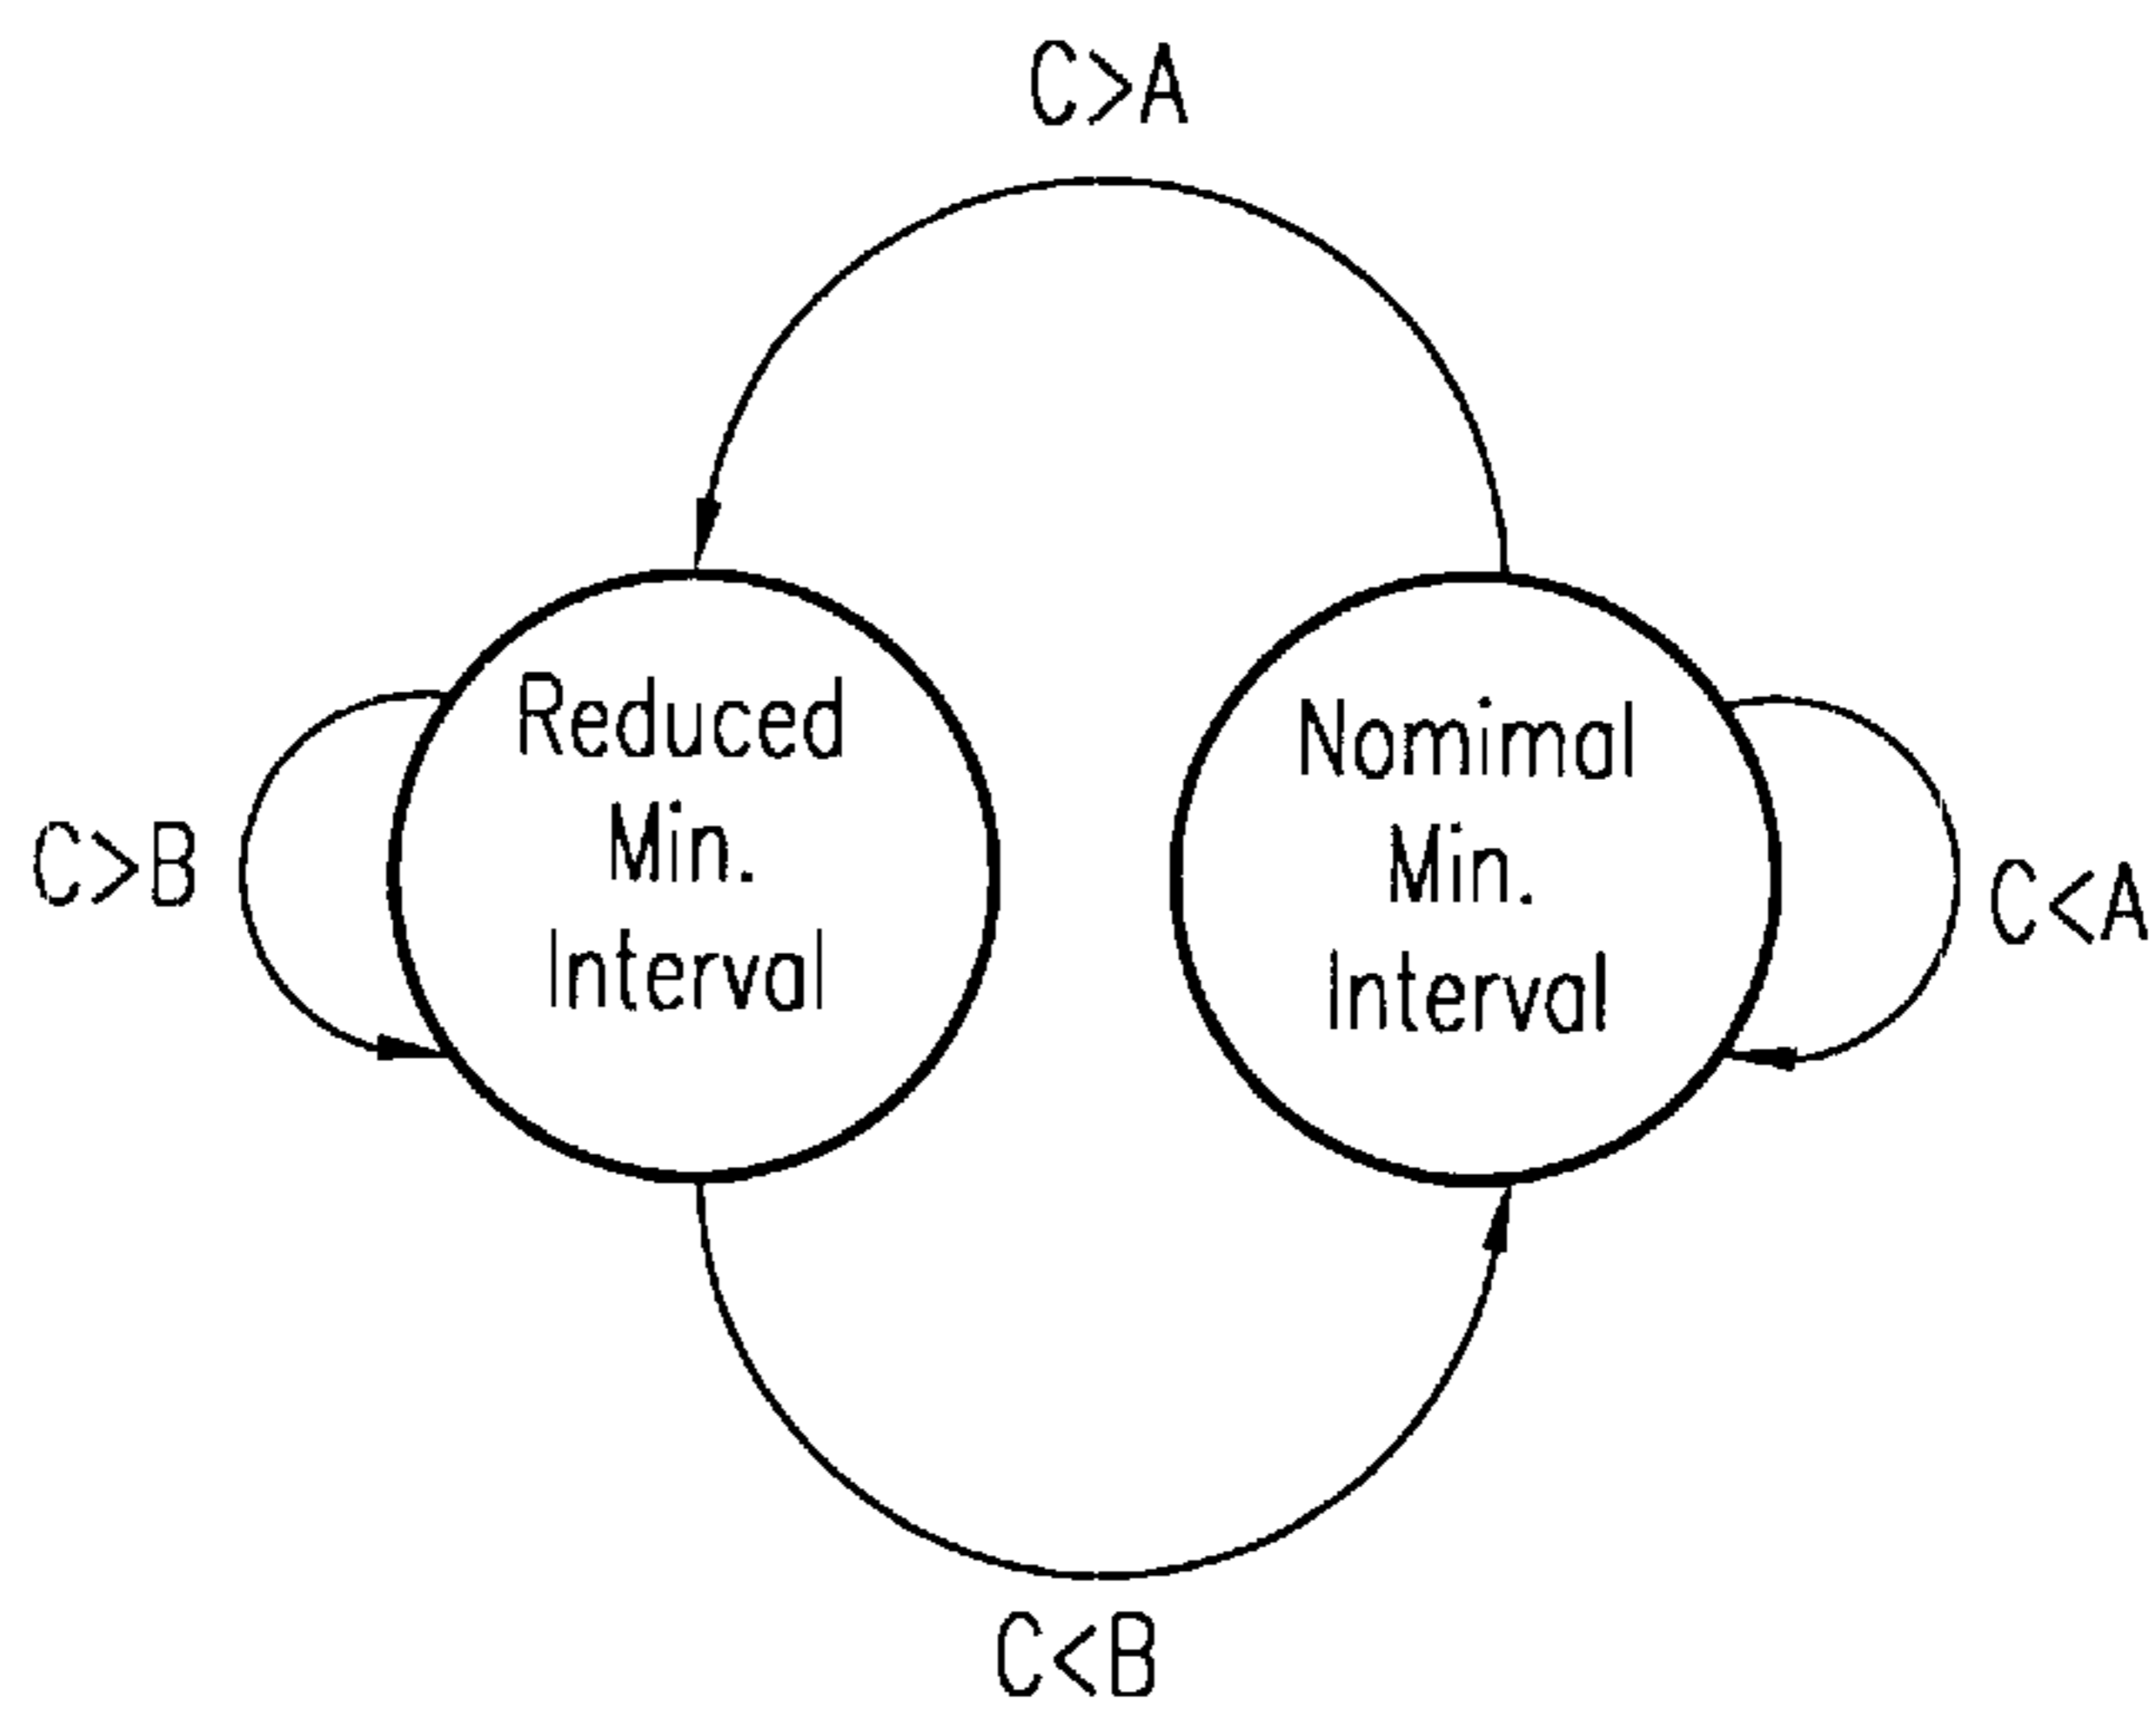 C>A
Reduced
Min.
Interval
Nomimal
Min.
Interval
C>B
C<A
C<B